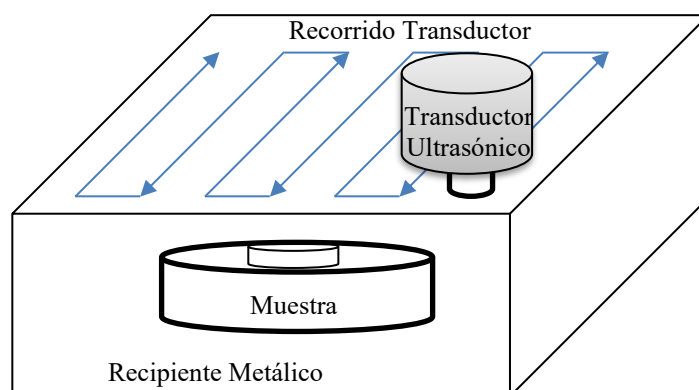 Recorrido Transductor
Transductor
Ultrasónico
Muestra
Recipiente Metálico